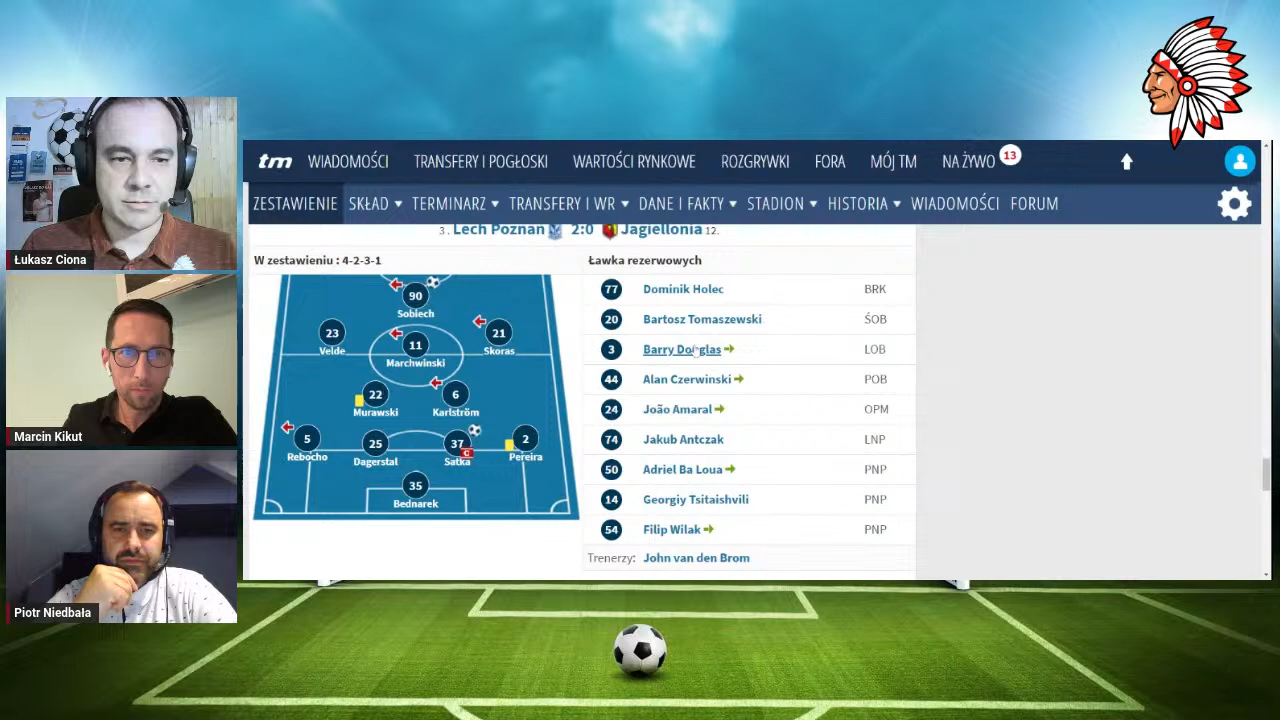 tm WIADOMOŚCI TRANSFERY I POGŁOSKI WARTOŚCI RYNKOWE ROZGRYWKI FORA MÓJ TM NA ŻYWO 13
ZESTAWIENIE SKŁAD TERMINARZ TRANSFERY I WR DANE I FAKTY STADION HISTORIA WIADOMOŚCI FORUM
3 . Lech Poznan 2:0 Jagiellonia 12.
W zestawieniu : 4-2-3-1
90
Sobiech
23
Velde
11
Marchwinski
21
Skoras
22
Murawski
6
Karlström
5
Rebocho
25
Dagerstal
37
Satka
C
2
Pereira
35
Bednarek
Ławka rezerwowych
77 Dominik Holec BRK
20 Bartosz Tomaszewski ŚOB
3 Barry Douglas LOB
44 Alan Czerwinski POB
24 João Amaral OPM
74 Jakub Antczak LNP
50 Adriel Ba Loua PNP
14 Georgiy Tsitaishvili PNP
54 Filip Wilak PNP
Trenerzy: John van den Brom
Łukasz Ciona
Marcin Kikut
Piotr Niedbała